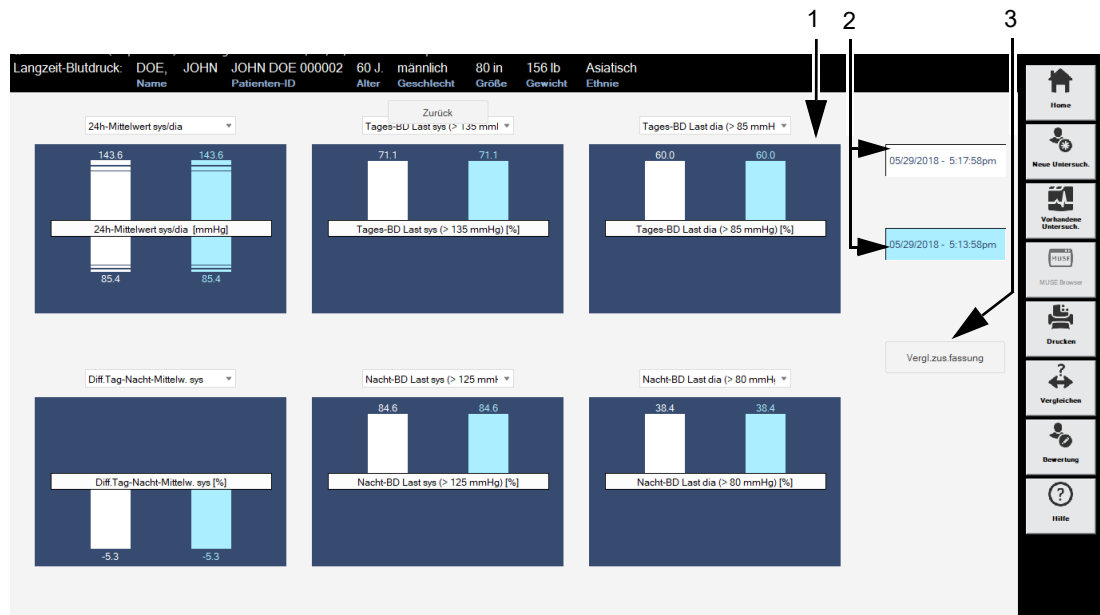 1 2 3
Langzeit-Blutdruck: DOE, JOHN JOHN DOE 000002 60 J. männlich 80 in 156 lb Asiatisch
Name Patienten-ID Alter Geschlecht Größe Gewicht Ethnie
Zurück
24h-Mittelwert sys/dia
Tages-BD Last sys (> 135 mml
Tages-BD Last dia (> 85 mmH
143.6 143.6
24h-Mittelwert sys/dia [mmHg]
85.4 85.4
71.1 71.1
Tages-BD Last sys (> 135 mmHg) [%]
60.0 60.0
Tages-BD Last dia (> 85 mmHg) [%]
05/29/2018 - 5:17:58pm
05/29/2018 - 5:13:58pm
Vergl.zus.fassung
Diff.Tag-Nacht-Mittelw. sys
Nacht-BD Last sys (> 125 mml
Nacht-BD Last dia (> 80 mmH
Diff.Tag-Nacht-Mittelw. sys [%]
-5.3 -5.3
84.6 84.6
Nacht-BD Last sys (> 125 mmHg) [%]
38.4 38.4
Nacht-BD Last dia (> 80 mmHg) [%]
Home
Neue Untersuch.
Vorhandene
Untersuch.
MUSE
MUSE Browser
Drucken
?
Vergleichen
Bewertung
?
Hilfe